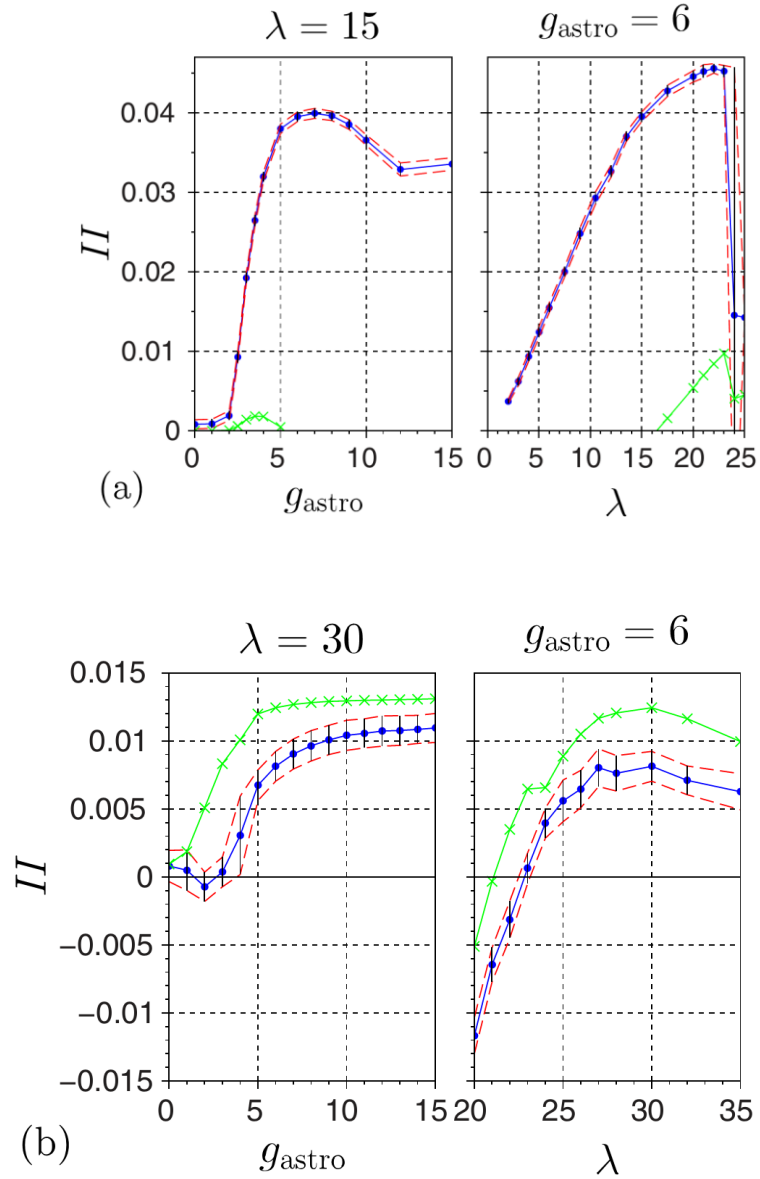 λ = 15
g_astro = 6
II
0.04
0.03
0.02
0.01
0
0 5 10 15
0 5 10 15 20 25
(a)
g_astro
λ
λ = 30
g_astro = 6
II
0.015
0.01
0.005
0
−0.005
−0.01
−0.015
0 5 10 15
20 25 30 35
(b)
g_astro
λ